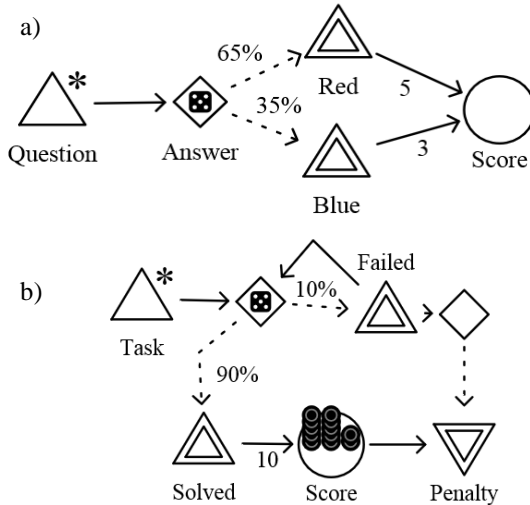 a)
65%
Red
5
*
35%
Question
Answer
3
Score
Blue
b)
Failed
*
10%
Task
90%
10
Solved
Score
Penalty